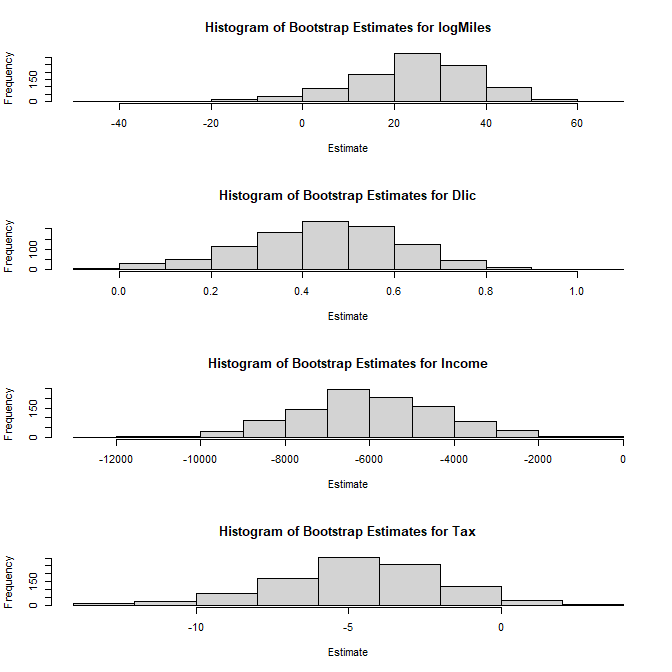 Histogram of Bootstrap Estimates for logMiles
Frequency
0 150
-40 -20 0 20 40 60
Estimate
Histogram of Bootstrap Estimates for Dlic
Frequency
0 100
0.0 0.2 0.4 0.6 0.8 1.0
Estimate
Histogram of Bootstrap Estimates for Income
Frequency
0 150
-12000 -10000 -8000 -6000 -4000 -2000 0
Estimate
Histogram of Bootstrap Estimates for Tax
Frequency
0 150
-10 -5 0
Estimate